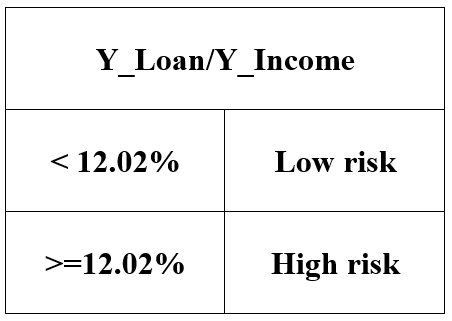 Y_Loan/Y_Income
< 12.02% Low risk
>=12.02% High risk